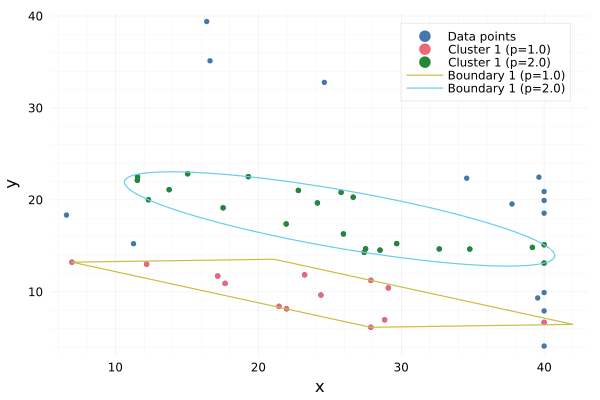 40
30
20
10
10
20
30
40
x
y
Data points
Cluster 1 (p=1.0)
Cluster 1 (p=2.0)
Boundary 1 (p=1.0)
Boundary 1 (p=2.0)